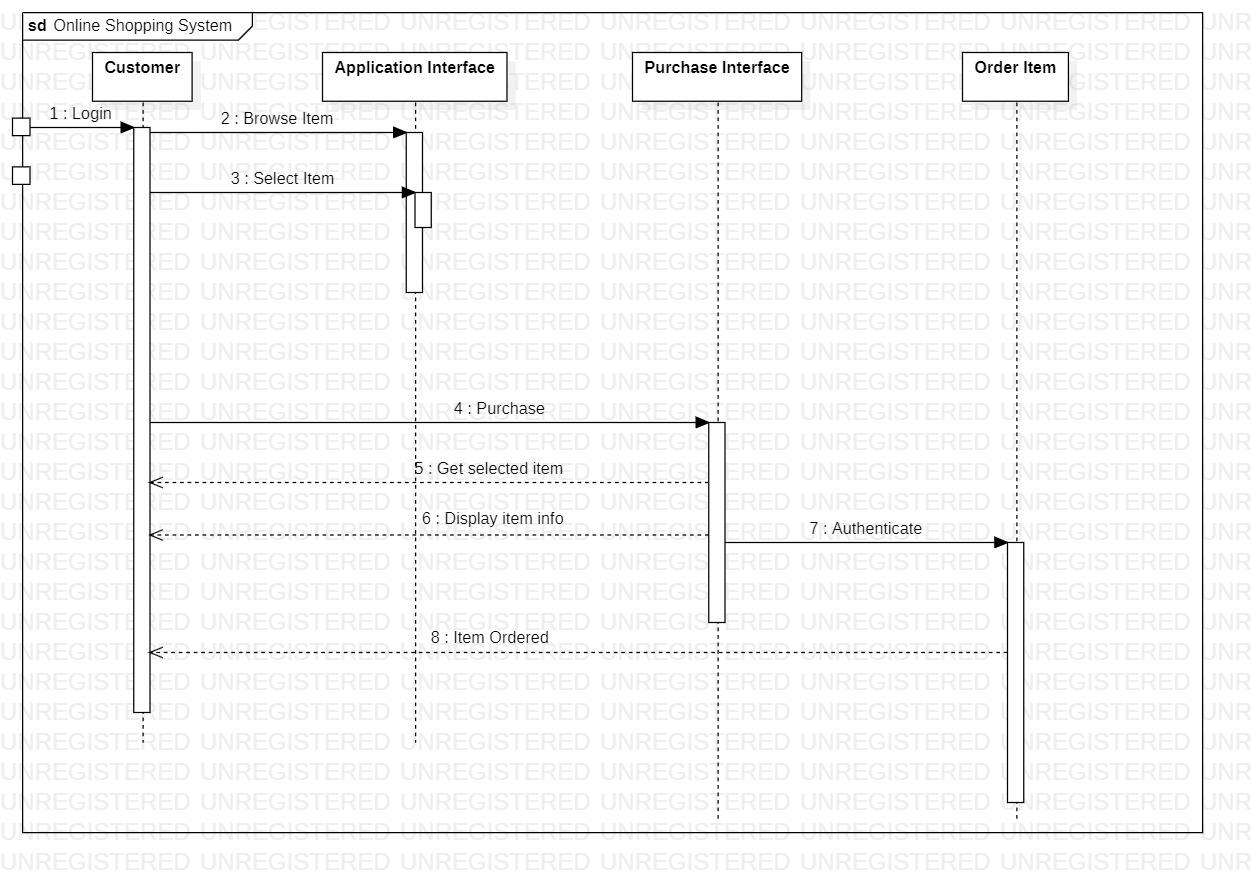 sd Online Shopping System
Customer
Application Interface
Purchase Interface
Order Item
1 : Login
2 : Browse Item
3 : Select Item
4 : Purchase
5 : Get selected item
6 : Display item info
7 : Authenticate
8 : Item Ordered
UNREGISTERED